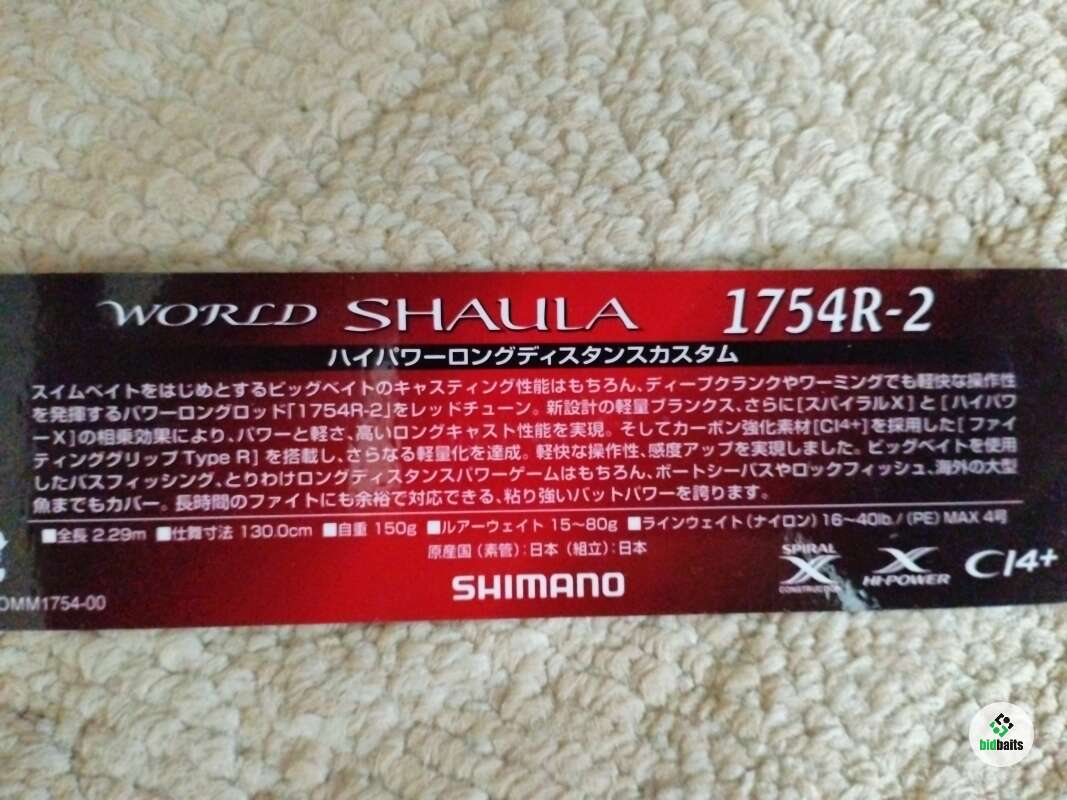 WORLD SHAULA 1754R-2
ハイパワーロングディスタンスカスタム
スイムベイトをはじめとするビッグベイトのキャスティング性能はもちろん、ディープクランクやワーミングでも軽快な操作性
を発揮するパワーロングロッド「1754R-2」をレッドチューン。新設計の軽量ブランクス、さらに[スパイラルX]と[ハイパワ
ーX]の相乗効果により、パワーと軽さ、高いロングキャスト性能を実現。そしてカーボン強化素材[CI4+]を採用した[ファイ
ティンググリップ Type R]を搭載し、さらなる軽量化を達成。軽快な操作性、感度アップを実現しました。ビッグベイトを使用
したバスフィッシング、とりわけロングディスタンスパワーゲームはもちろん、ボートシーバスやロックフィッシュ、海外の大型
魚までもカバー。長時間のファイトにも余裕で対応できる、粘り強いバットパワーを誇ります。
■全長 2.29m ■仕舞寸法 130.0cm ■自重 150g ■ルアーウェイト 15~80g ■ラインウェイト(ナイロン)16~40lb./(PE)MAX 4号
原産国(素管):日本(組立):日本
SPIRAL X CONSTRUCTION X HI-POWER CI4+
SHIMANO
OMM1754-00
bidbaits